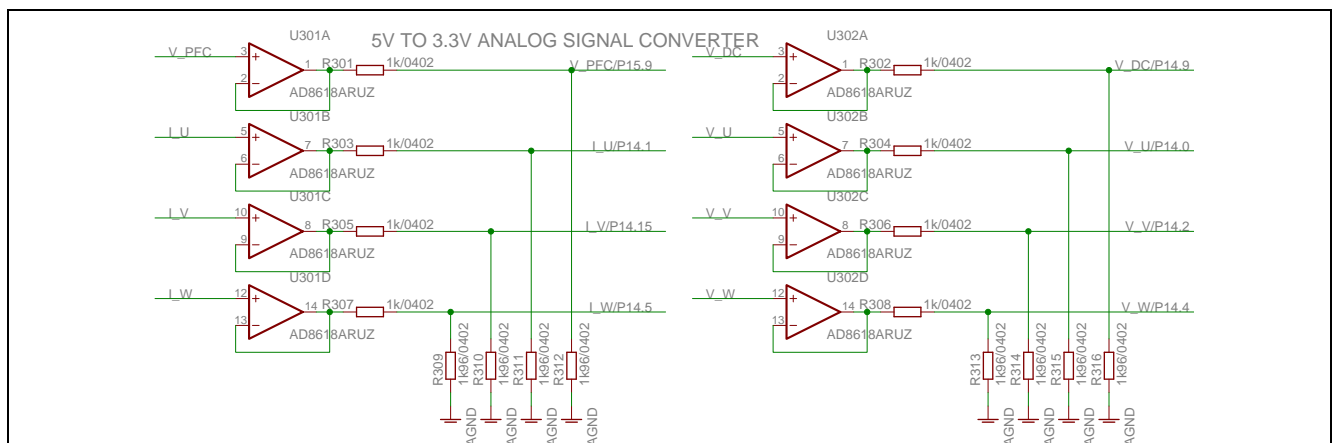 5V TO 3.3V ANALOG SIGNAL CONVERTER
U301A
V_PFC
3
+
2
−
1
R301
1k/0402
V_PFC/P15.9
AD8618ARUZ
U301B
I_U
5
+
6
−
7
R303
1k/0402
I_U/P14.1
AD8618ARUZ
U301C
I_V
10
+
9
−
8
R305
1k/0402
I_V/P14.15
AD8618ARUZ
U301D
I_W
12
+
13
−
14
R307
1k/0402
I_W/P14.5
AD8618ARUZ
R309
1k96/0402
R310
1k96/0402
R311
1k96/0402
R312
1k96/0402
AGND
AGND
AGND
AGND
U302A
V_DC
3
+
2
−
1
R302
1k/0402
V_DC/P14.9
AD8618ARUZ
U302B
V_U
5
+
6
−
7
R304
1k/0402
V_U/P14.0
AD8618ARUZ
U302C
V_V
10
+
9
−
8
R306
1k/0402
V_V/P14.2
AD8618ARUZ
U302D
V_W
12
+
13
−
14
R308
1k/0402
V_W/P14.4
AD8618ARUZ
R313
1k96/0402
R314
1k96/0402
R315
1k96/0402
R316
1k96/0402
AGND
AGND
AGND
AGND